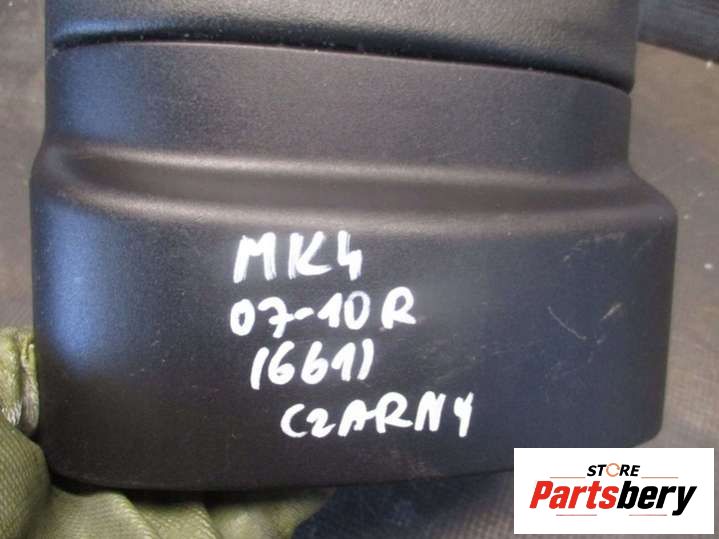 MK4
07-10R
(661)
CZARNY
STORE
Partsbery